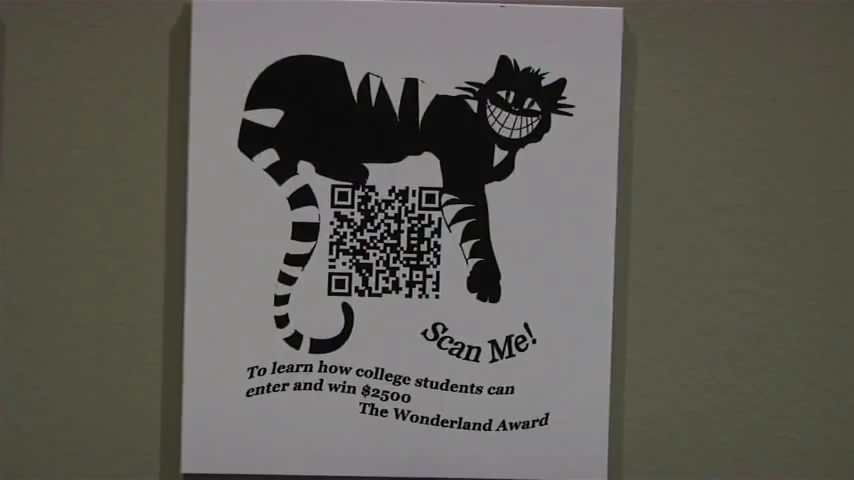 Scan Me!
To learn how college students can
enter and win $2500
The Wonderland Award